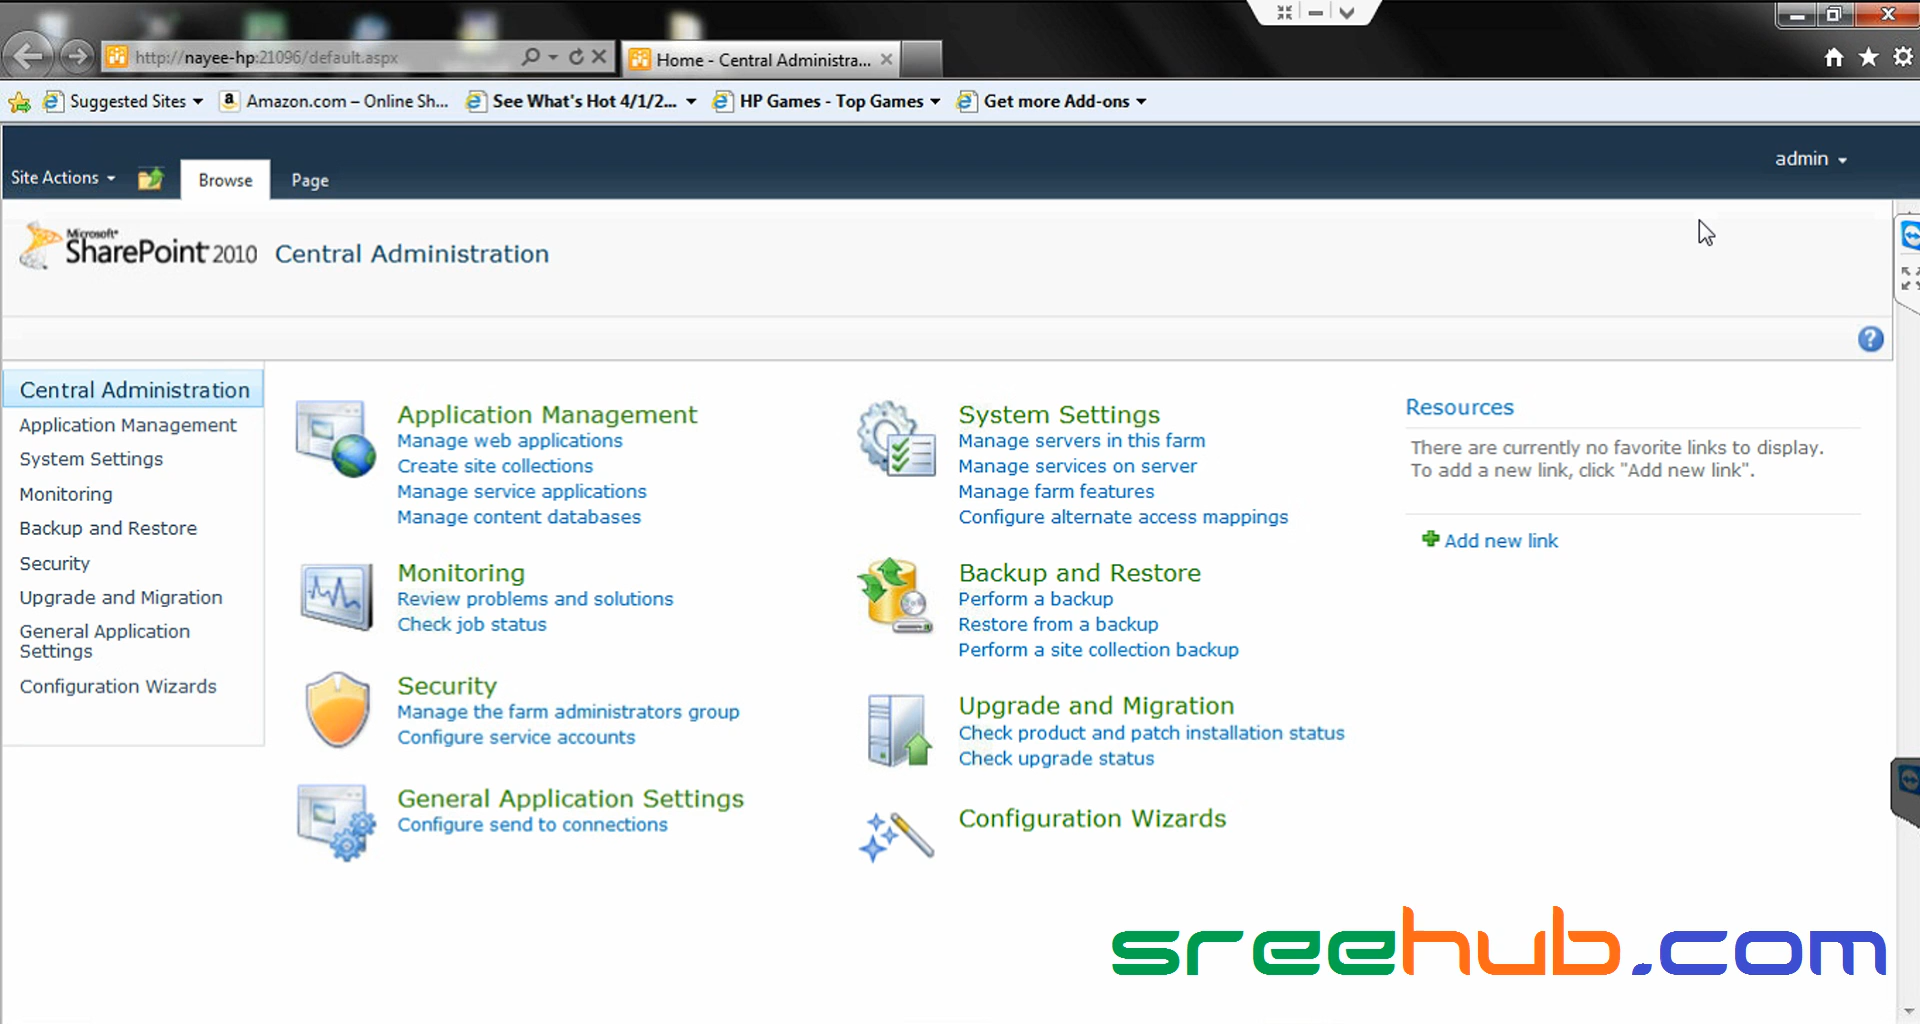 http://nayee-hp:21096/default.aspx
Home - Central Administra...
Suggested Sites
a Amazon.com – Online Sh...
See What's Hot 4/1/2...
HP Games - Top Games
Get more Add-ons
admin
Site Actions
Browse
Page
Microsoft®
SharePoint 2010
Central Administration
?
Central Administration
Application Management
System Settings
Monitoring
Backup and Restore
Security
Upgrade and Migration
General Application
Settings
Configuration Wizards
Application Management
Manage web applications
Create site collections
Manage service applications
Manage content databases
Monitoring
Review problems and solutions
Check job status
Security
Manage the farm administrators group
Configure service accounts
General Application Settings
Configure send to connections
System Settings
Manage servers in this farm
Manage services on server
Manage farm features
Configure alternate access mappings
Backup and Restore
Perform a backup
Restore from a backup
Perform a site collection backup
Upgrade and Migration
Check product and patch installation status
Check upgrade status
Configuration Wizards
Resources
There are currently no favorite links to display.
To add a new link, click "Add new link".
Add new link
sreehub.com